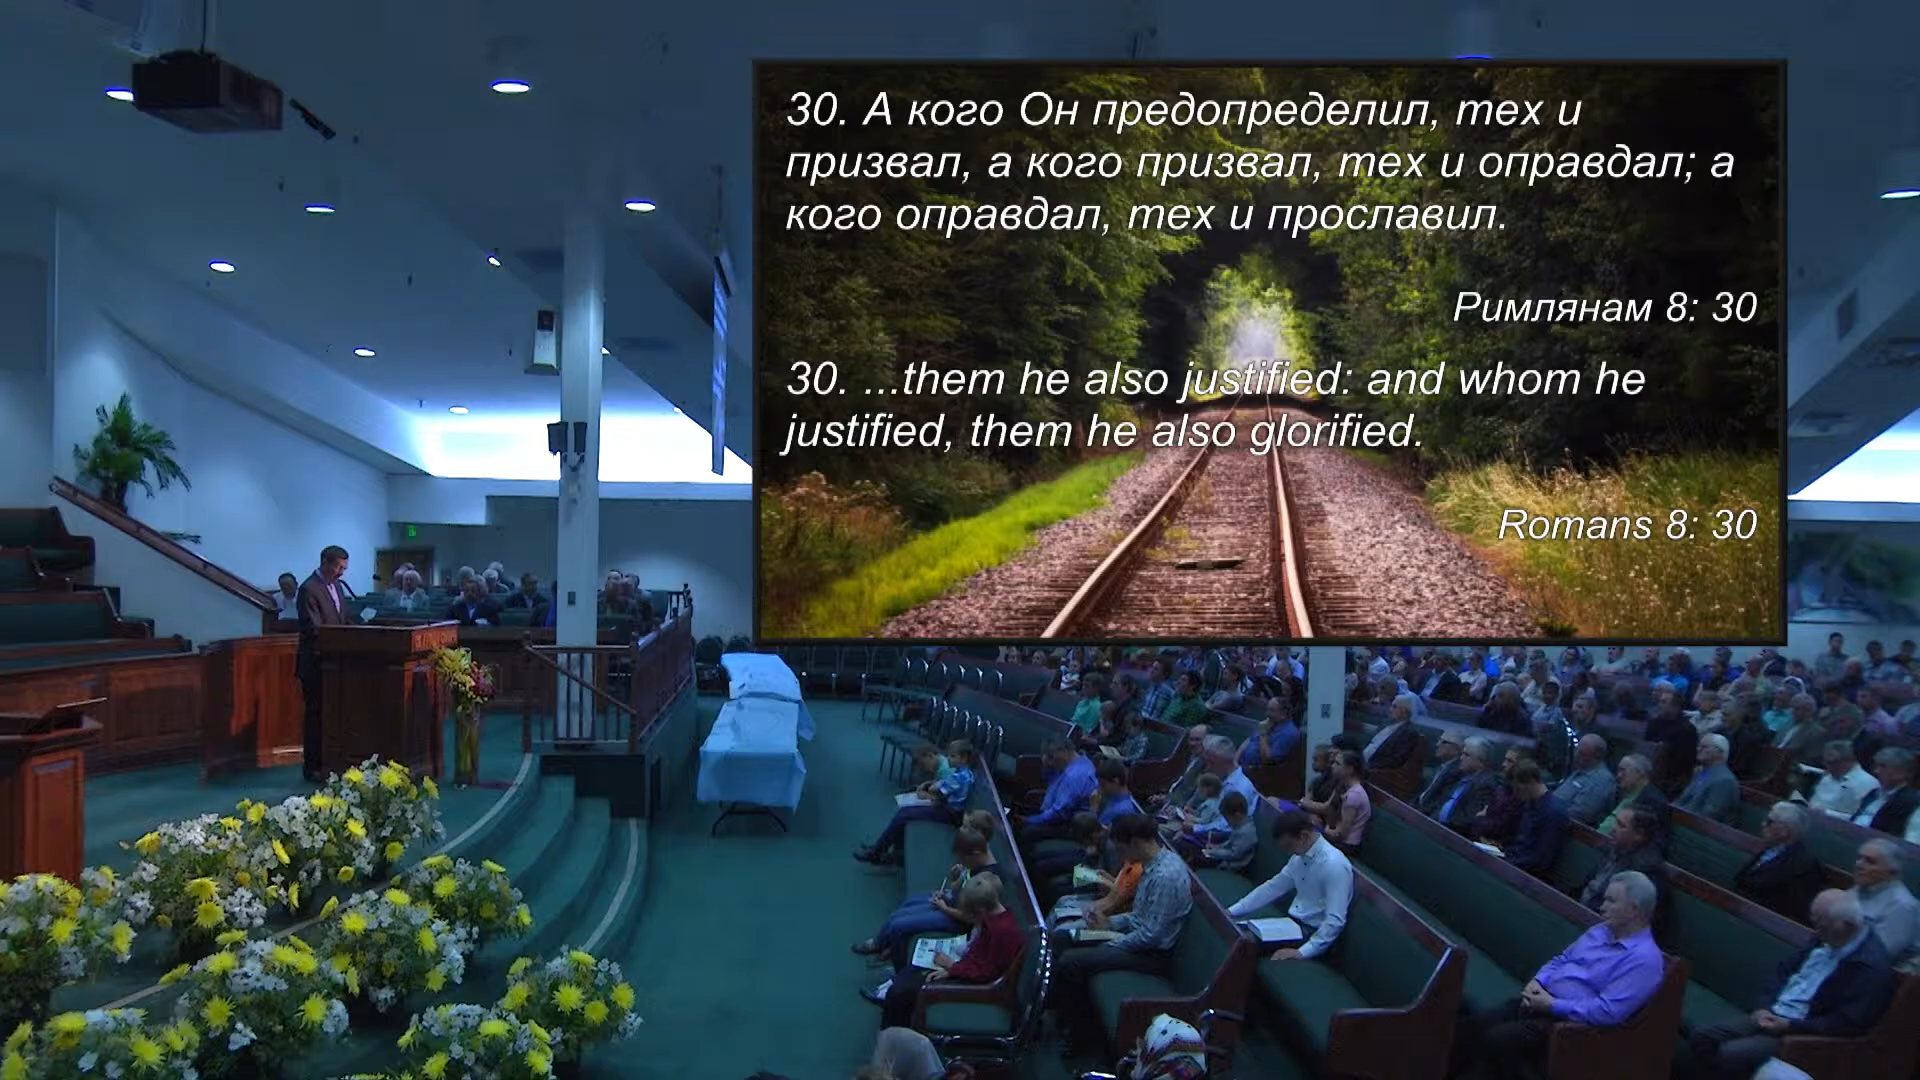 30. А кого Он предопределил, тех и
призвал, а кого призвал, тех и оправдал; а
кого оправдал, тех и прославил.
Римлянам 8: 30
30. ...them he also justified: and whom he
justified, them he also glorified.
Romans 8: 30